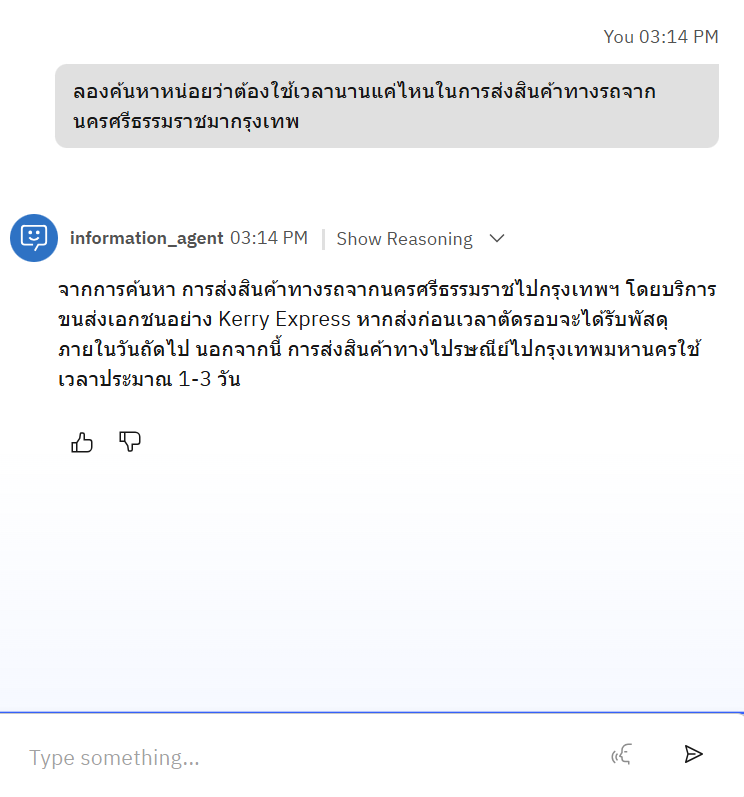 You 03:14 PM
ลองค้นหาหน่อยว่าต้องใช้เวลานานแค่ไหนในการส่งสินค้าทางรถจาก
นครศรีธรรมราชมากรุงเทพ
information_agent 03:14 PM | Show Reasoning
จากการค้นหา การส่งสินค้าทางรถจากนครศรีธรรมราชไปกรุงเทพฯ โดยบริการ
ขนส่งเอกชนอย่าง Kerry Express หากส่งก่อนเวลาตัดรอบจะได้รับพัสดุ
ภายในวันถัดไป นอกจากนี้ การส่งสินค้าทางไปรษณีย์ไปกรุงเทพมหานครใช้
เวลาประมาณ 1-3 วัน
Type something...